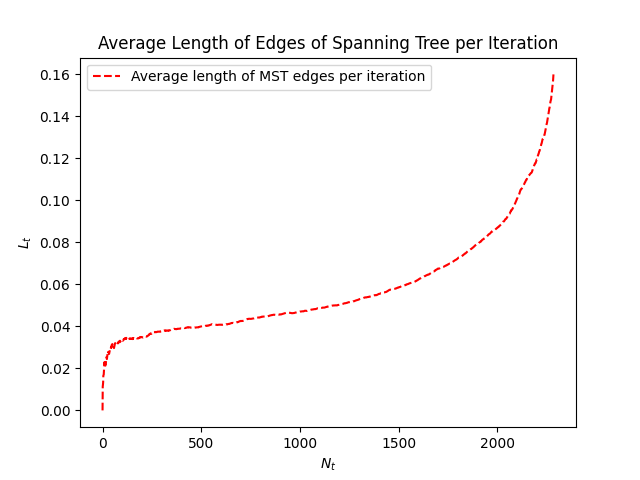 Average Length of Edges of Spanning Tree per Iteration
Average length of MST edges per iteration
0.16
0.14
0.12
0.10
0.08
0.06
0.04
0.02
0.00
L_t
0 500 1000 1500 2000
N_t